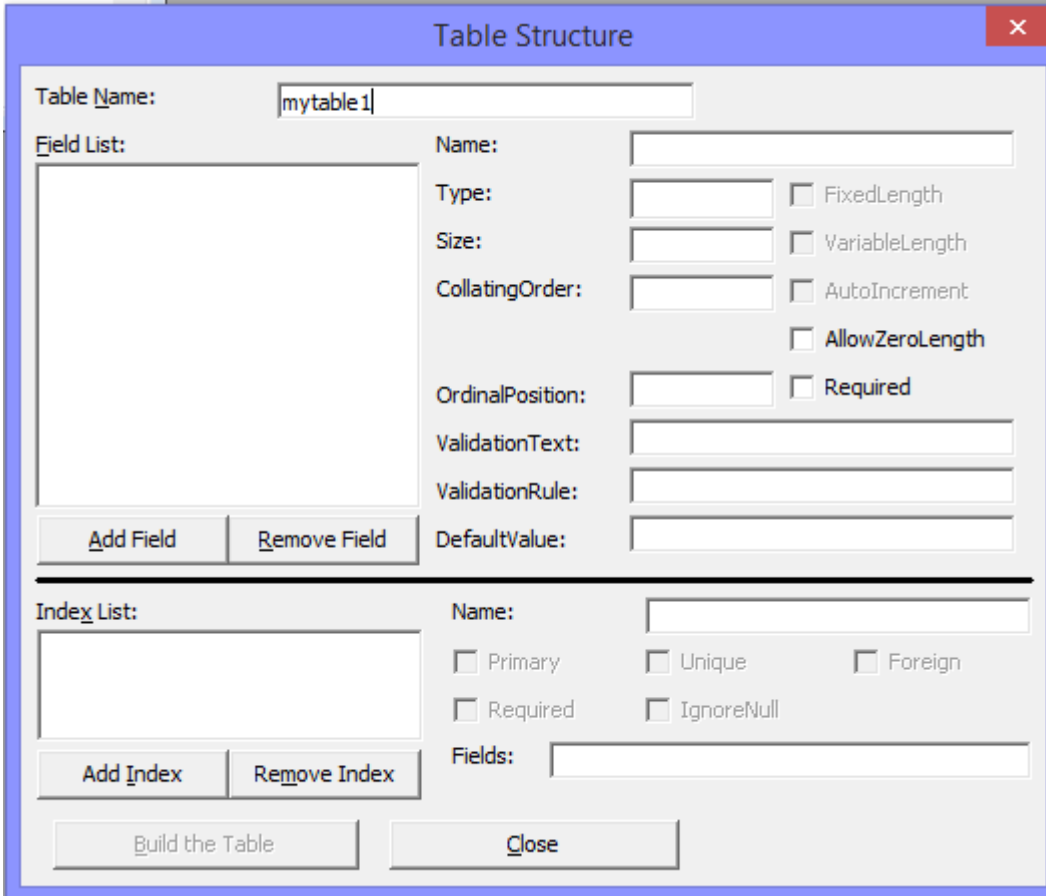 Table Structure
Table Name:
mytable1
Field List:
Name:
Type:
FixedLength
Size:
VariableLength
CollatingOrder:
AutoIncrement
AllowZeroLength
OrdinalPosition:
Required
ValidationText:
ValidationRule:
Add Field
Remove Field
DefaultValue:
Index List:
Name:
Primary
Unique
Foreign
Required
IgnoreNull
Add Index
Remove Index
Fields:
Build the Table
Close